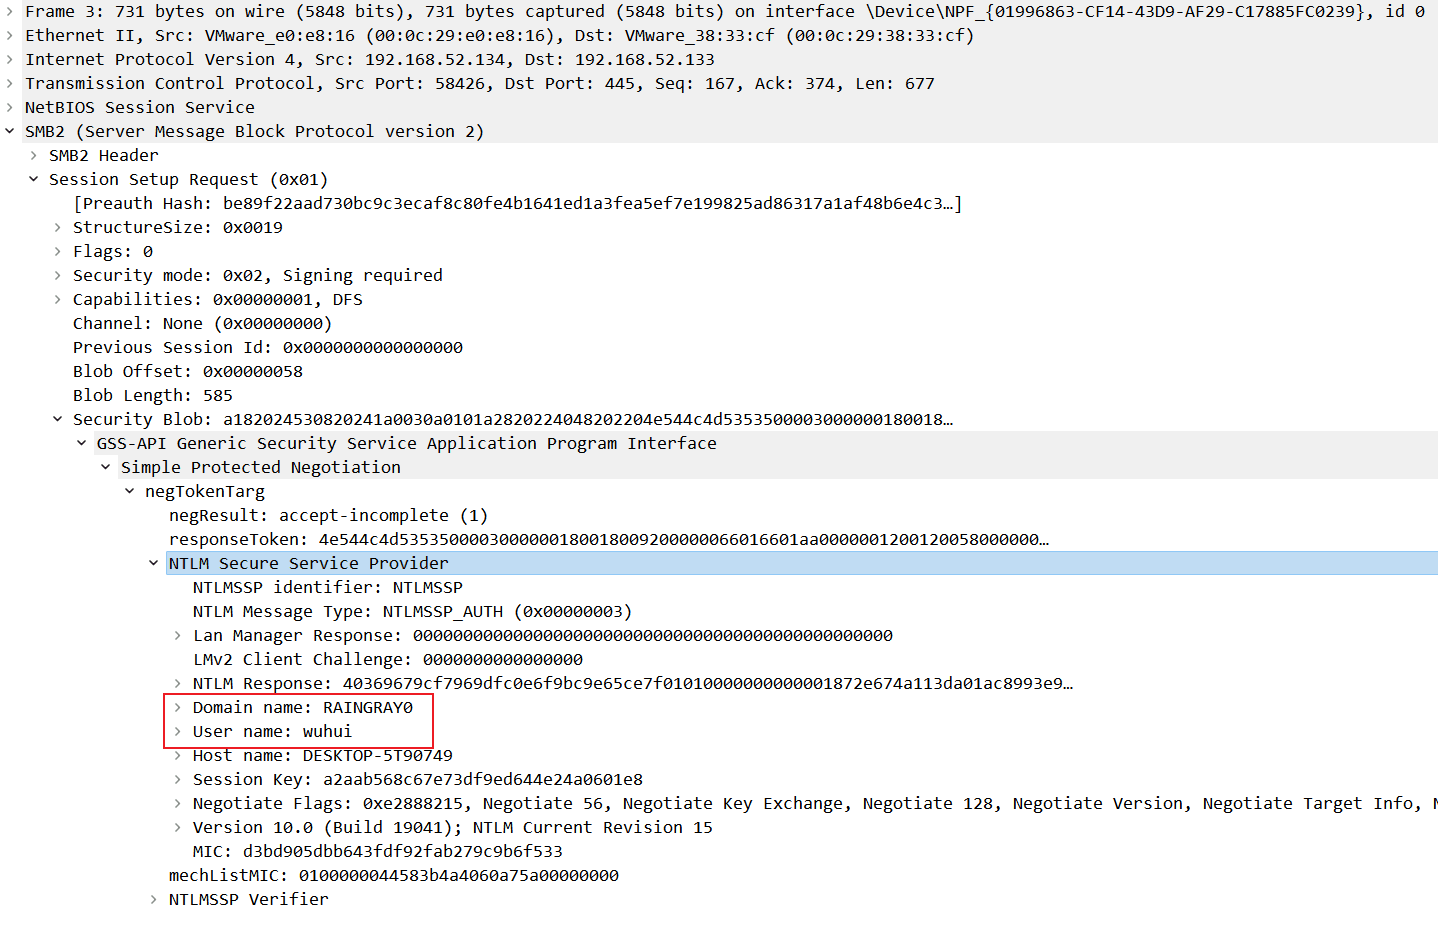 Frame 3: 731 bytes on wire (5848 bits), 731 bytes captured (5848 bits) on interface \Device\NPF_{01996863-CF14-43D9-AF29-C17885FC0239}, id 0
Ethernet II, Src: VMware_e0:e8:16 (00:0c:29:e0:e8:16), Dst: VMware_38:33:cf (00:0c:29:38:33:cf)
Internet Protocol Version 4, Src: 192.168.52.134, Dst: 192.168.52.133
Transmission Control Protocol, Src Port: 58426, Dst Port: 445, Seq: 167, Ack: 374, Len: 677
NetBIOS Session Service
SMB2 (Server Message Block Protocol version 2)
SMB2 Header
Session Setup Request (0x01)
[Preauth Hash: be89f22aad730bc9c3ecaf8c80fe4b1641ed1a3fea5ef7e199825ad86317a1af48b6e4c3…]
StructureSize: 0x0019
Flags: 0
Security mode: 0x02, Signing required
Capabilities: 0x00000001, DFS
Channel: None (0x00000000)
Previous Session Id: 0x0000000000000000
Blob Offset: 0x00000058
Blob Length: 585
Security Blob: a182024530820241a0030a0101a2820224048202204e544c4d5353500003000000180018…
GSS-API Generic Security Service Application Program Interface
Simple Protected Negotiation
negTokenTarg
negResult: accept-incomplete (1)
responseToken: 4e544c4d53535000030000001800180092000000660166​01aa0000001200120058000000…
NTLM Secure Service Provider
NTLMSSP identifier: NTLMSSP
NTLM Message Type: NTLMSSP_AUTH (0x00000003)
Lan Manager Response: 000000000000000000000000000000000000000000000000
LMv2 Client Challenge: 0000000000000000
NTLM Response: 40369679cf7969dfc0e6f9bc9e65ce7f01010000000000001872e674a113da01ac8993e9…
Domain name: RAINGRAY0
User name: wuhui
Host name: DESKTOP-5T90749
Session Key: a2aab568c67e73df9ed644e24a0601e8
Negotiate Flags: 0xe2888215, Negotiate 56, Negotiate Key Exchange, Negotiate 128, Negotiate Version, Negotiate Target Info,
Version 10.0 (Build 19041); NTLM Current Revision 15
MIC: d3bd905dbb643fdf92fab279c9b6f533
mechListMIC: 0100000044583b4a4060a75a00000000
NTLMSSP Verifier